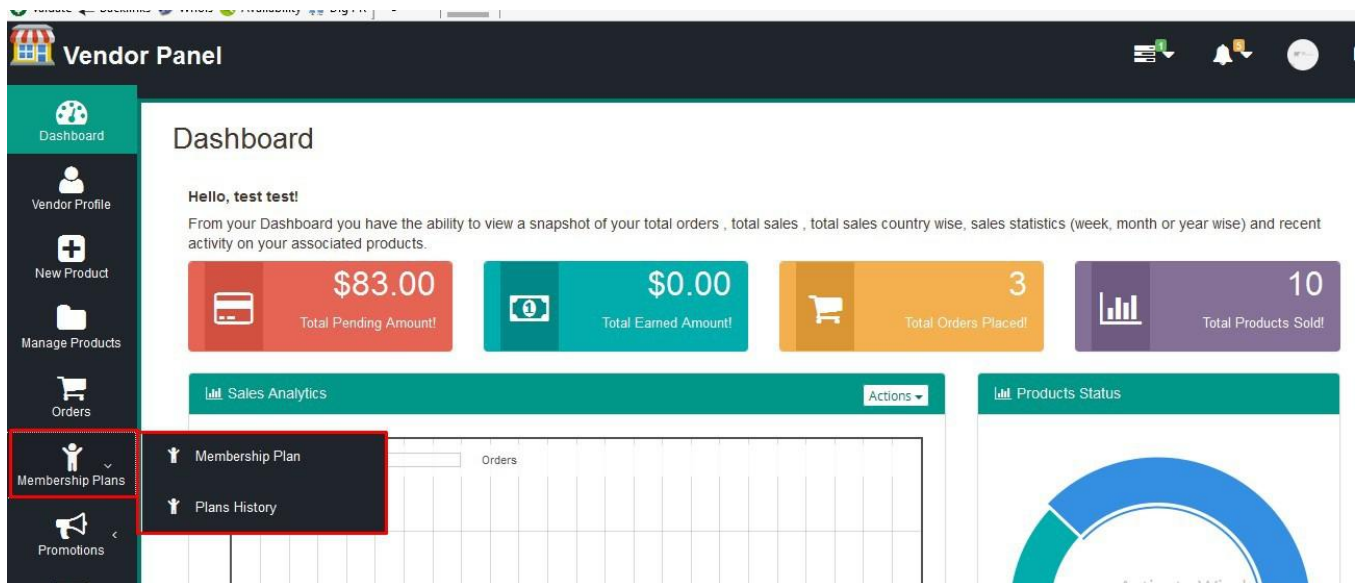 Vendor Panel
1
5
Dashboard
Vendor Profile
New Product
Manage Products
Orders
Membership Plans
Promotions
Membership Plan
Plans History
Dashboard
Hello, test test!
From your Dashboard you have the ability to view a snapshot of your total orders , total sales , total sales country wise, sales statistics (week, month or year wise) and recent
activity on your associated products.
$83.00
Total Pending Amount!
$0.00
Total Earned Amount!
3
Total Orders Placed!
10
Total Products Sold!
Sales Analytics
Actions
Orders
Products Status